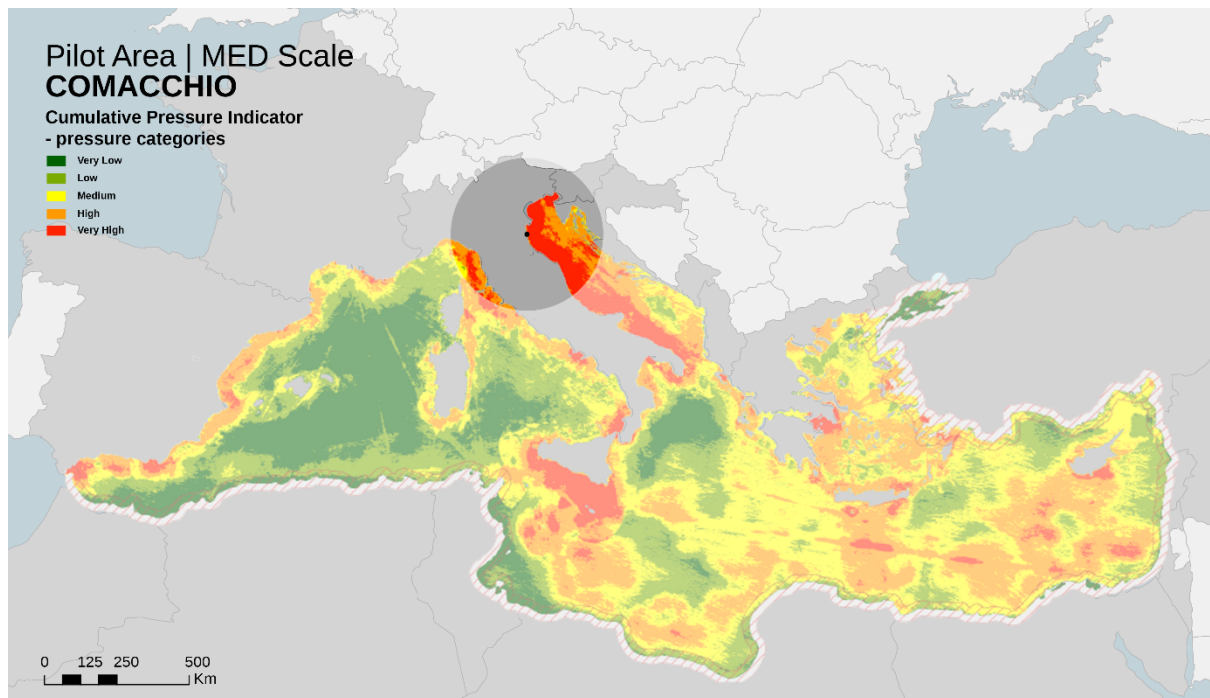 Pilot Area | MED Scale
COMACCHIO
Cumulative Pressure Indicator
- pressure categories
Very Low
Low
Medium
High
Very High
0 125 250 500
Km